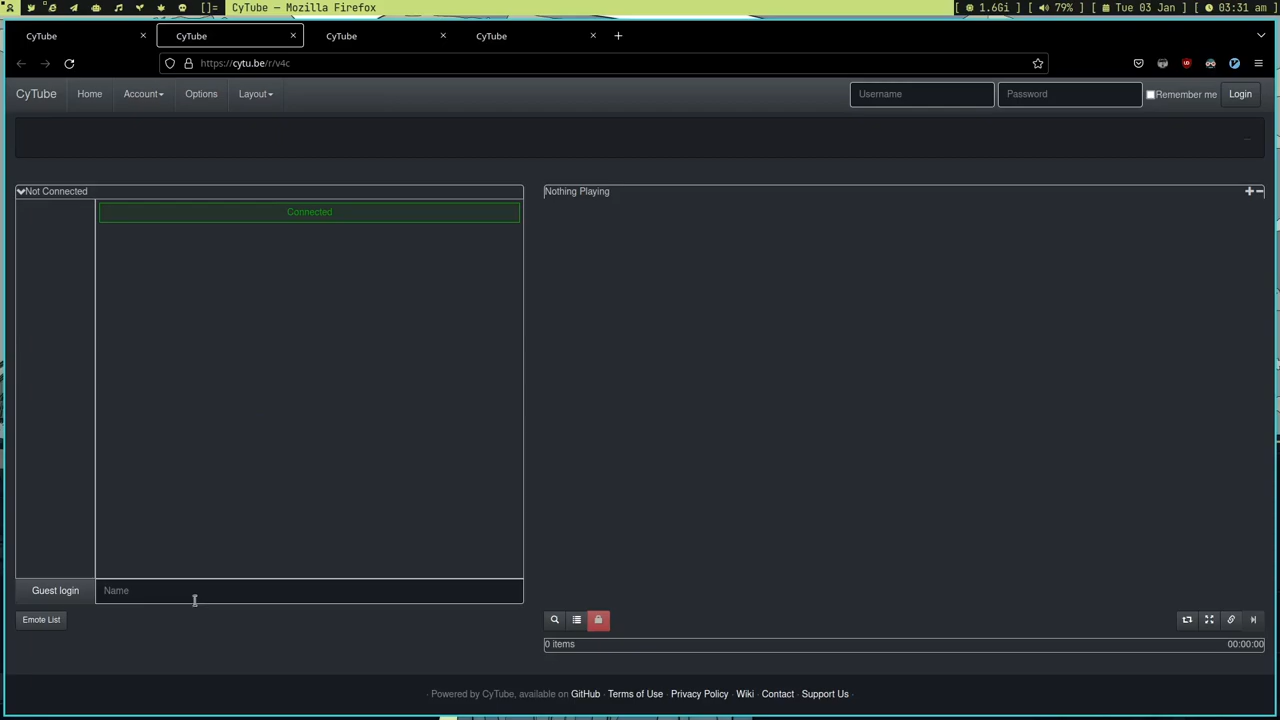 []= CyTube — Mozilla Firefox [ 1.6Gi ] [ 79% ] [ Tue 03 Jan ] [ 03:31 am ]
CyTube CyTube CyTube CyTube
https://cytu.be/r/v4c
CyTube Home Account Options Layout Username Password Remember me Login
Not Connected
Nothing Playing
Connected
Guest login Name
Emote List
0 items 00:00:00
· Powered by CyTube, available on GitHub · Terms of Use · Privacy Policy · Wiki · Contact · Support Us ·